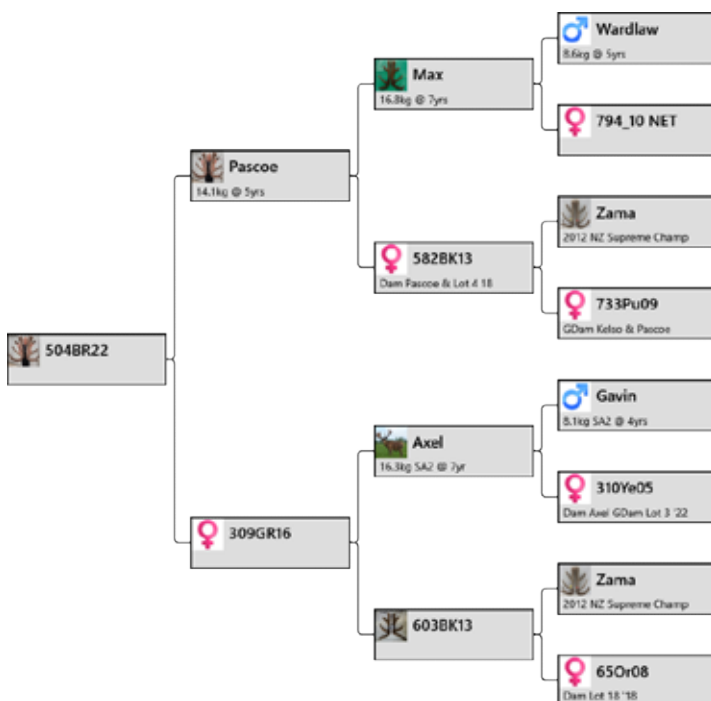 Wardlaw
8.6kg @ 5yrs
Max
16.8kg @ 7yrs
794_10 NET
Pascoe
14.1kg @ 5yrs
Zama
2012 NZ Supreme Champ
582BK13
Dam Pascoe & Lot 4 18
733Pu09
GDam Kelso & Pascoe
504BR22
Gavin
8.1kg SA2 @ 4yrs
Axel
16.3kg SA2 @ 7yr
310Ye05
Dam Axel GDam Lot 3 '22
309GR16
Zama
2012 NZ Supreme Champ
603BK13
65Or08
Dam Lot 18 '18